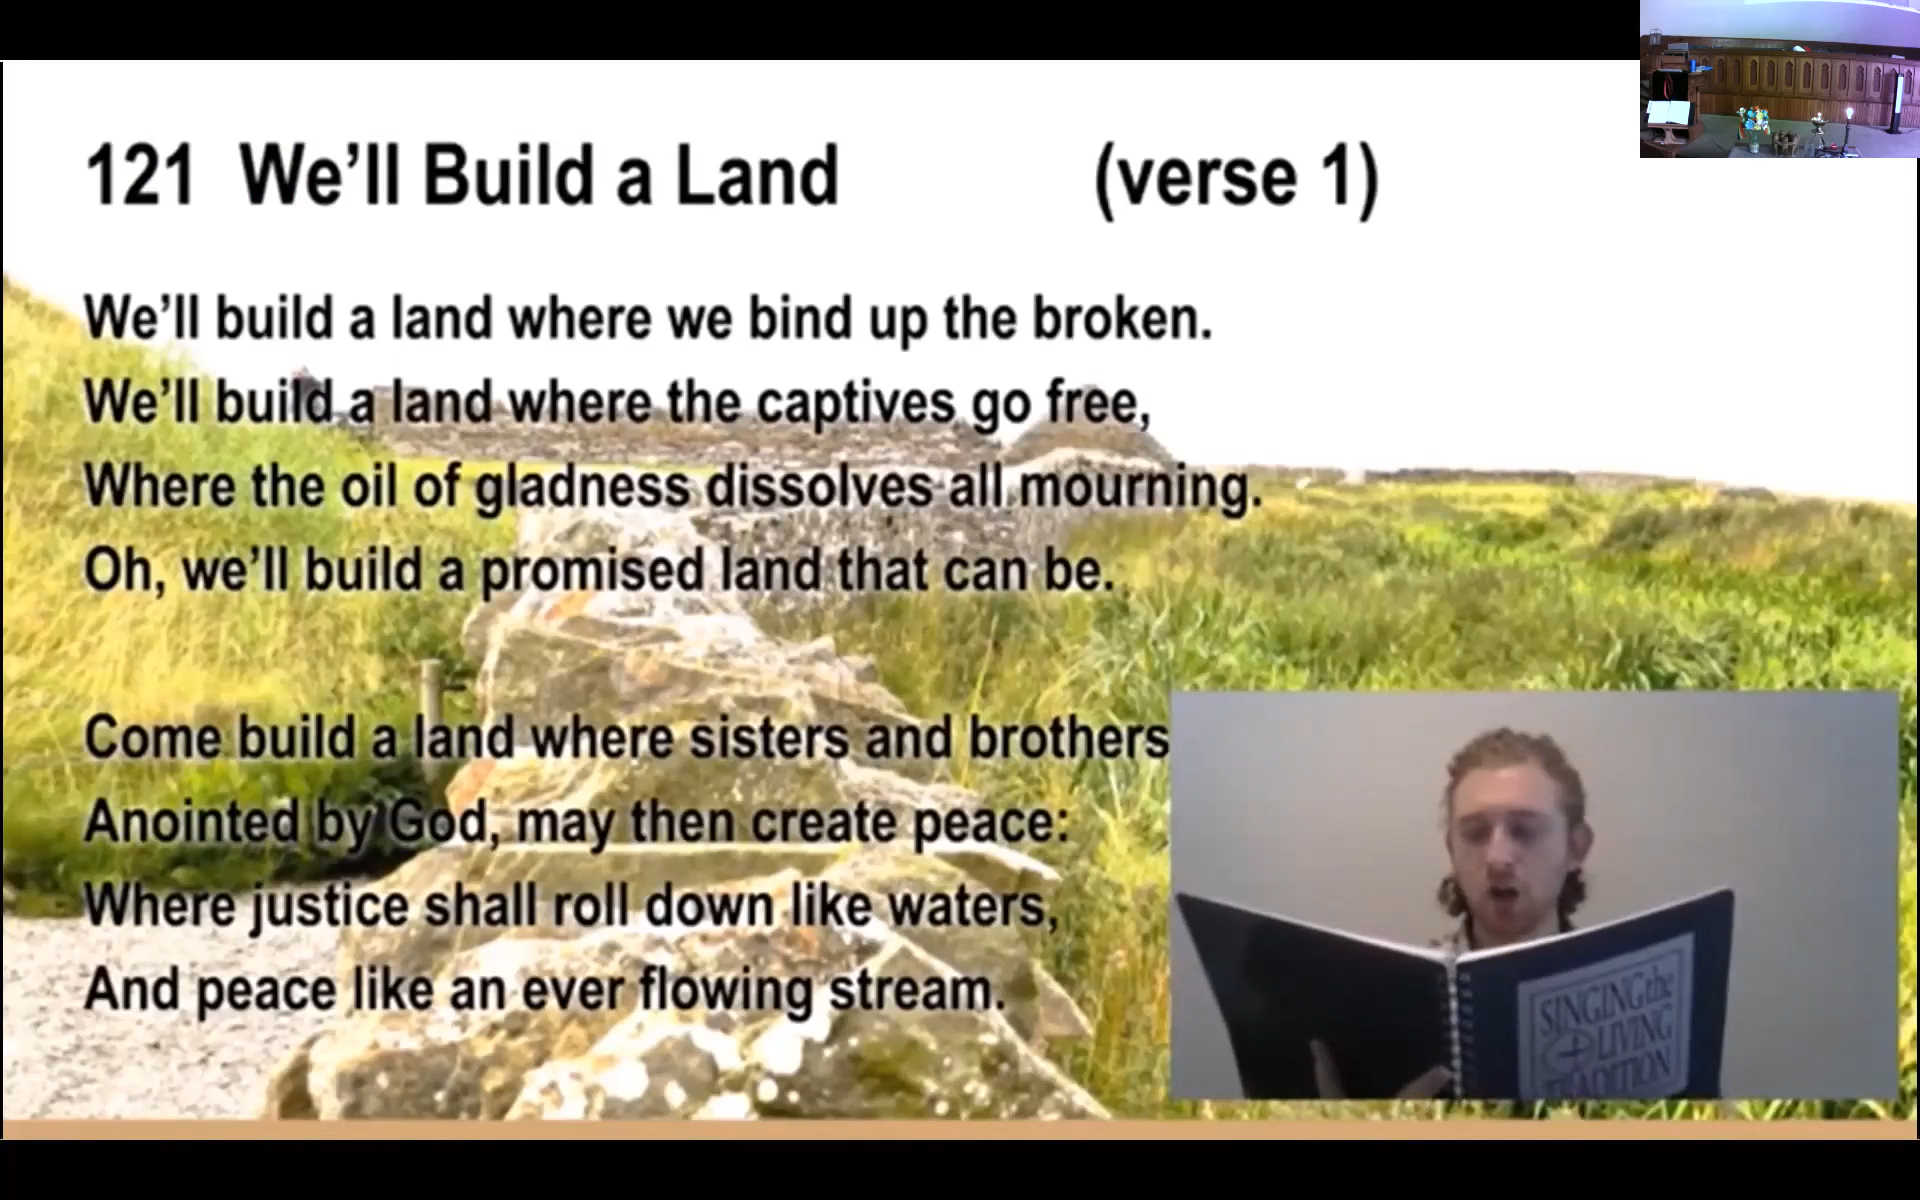 121 We’ll Build a Land (verse 1)
We’ll build a land where we bind up the broken.
We’ll build a land where the captives go free,
Where the oil of gladness dissolves all mourning.
Oh, we’ll build a promised land that can be.
Come build a land where sisters and brothers
Anointed by God, may then create peace:
Where justice shall roll down like waters,
And peace like an ever flowing stream.
SINGING the
LIVING
TRADITION